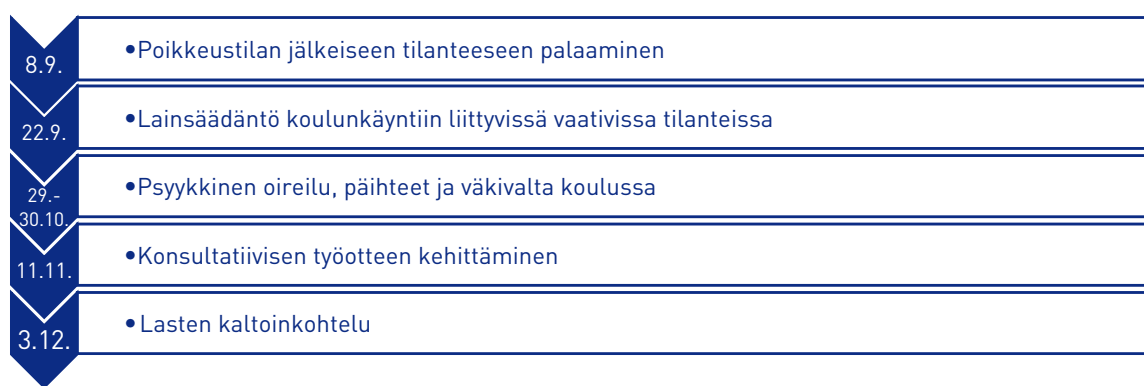 8.9.
•Poikkeustilan jälkeiseen tilanteeseen palaaminen
22.9.
•Lainsäädäntö koulunkäyntiin liittyvissä vaativissa tilanteissa
29.-
30.10.
•Psyykkinen oireilu, päihteet ja väkivalta koulussa
11.11.
•Konsultatiivisen työotteen kehittäminen
3.12.
•Lasten kaltoinkohtelu